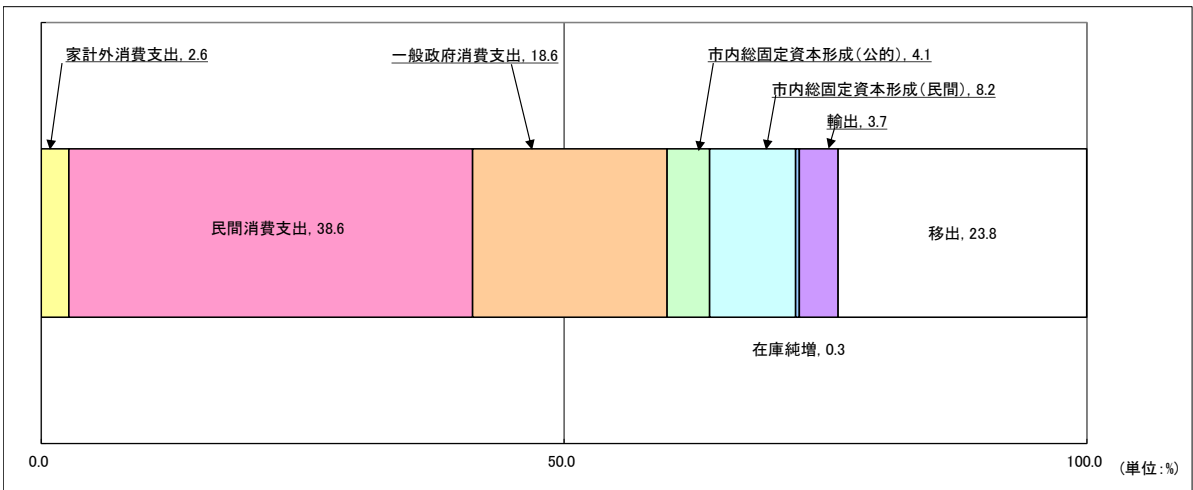 家計外消費支出, 2.6
一般政府消費支出, 18.6
市内総固定資本形成(公的), 4.1
市内総固定資本形成(民間), 8.2
輸出, 3.7
民間消費支出, 38.6
移出, 23.8
在庫純増, 0.3
0.0
50.0
100.0
(単位:%)